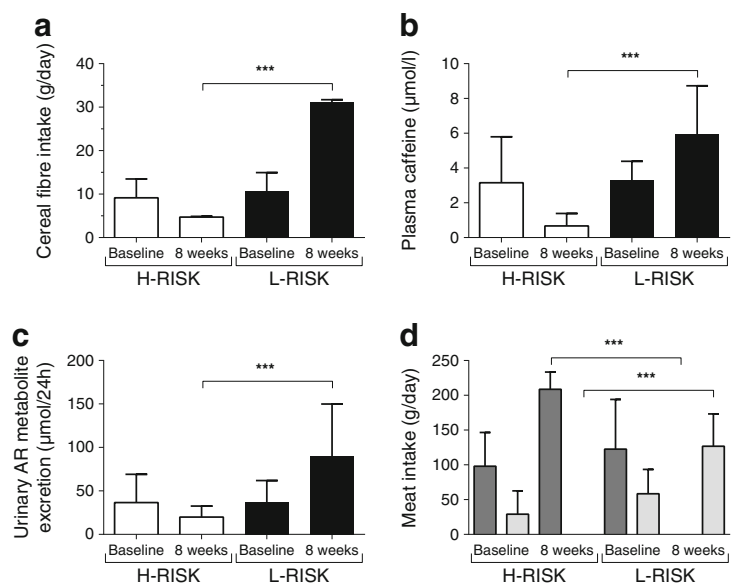 a
Cereal fibre intake (g/day)
40
30
20
10
0
***
Baseline 8 weeks Baseline 8 weeks
H-RISK L-RISK
b
Plasma caffeine (µmol/l)
10
8
6
4
2
0
***
Baseline 8 weeks Baseline 8 weeks
H-RISK L-RISK
c
Urinary AR metabolite
excretion (µmol/24h)
200
150
100
50
0
***
Baseline 8 weeks Baseline 8 weeks
H-RISK L-RISK
d
Meat intake (g/day)
250
200
150
100
50
0
***
***
Baseline 8 weeks Baseline 8 weeks
H-RISK L-RISK